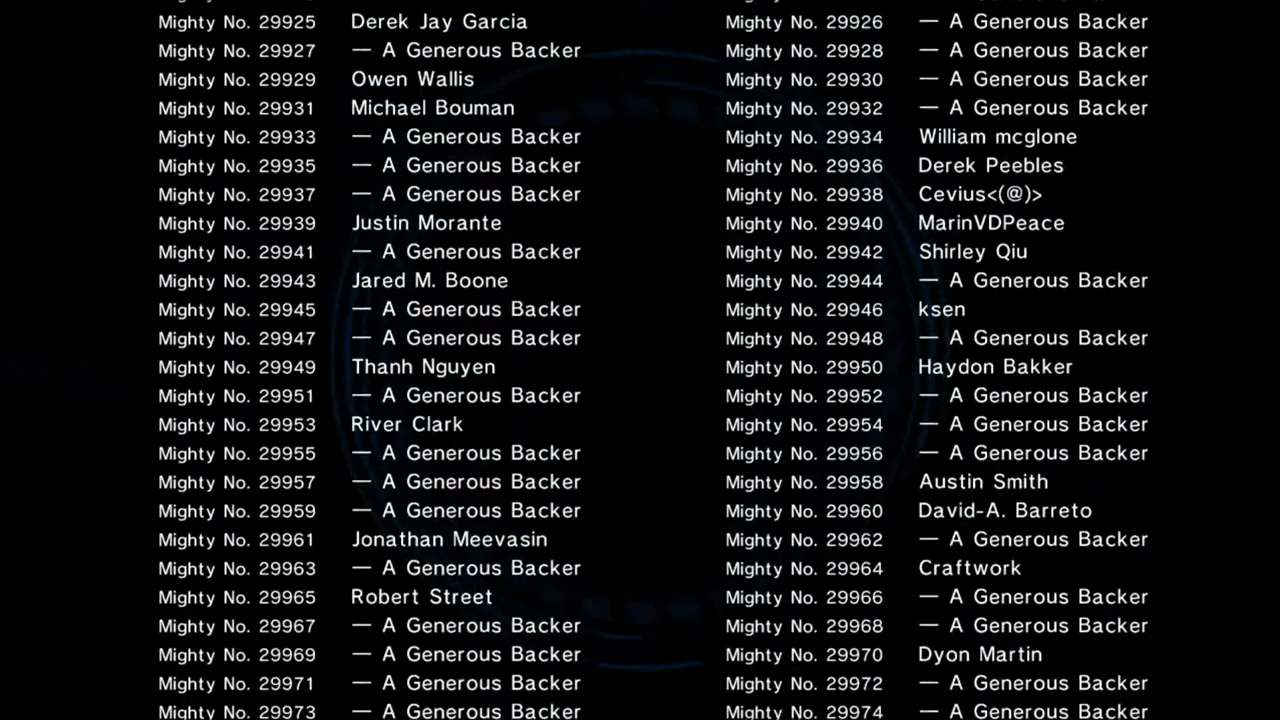 Mighty No. 29925 Derek Jay Garcia Mighty No. 29926 — A Generous Backer
Mighty No. 29927 — A Generous Backer Mighty No. 29928 — A Generous Backer
Mighty No. 29929 Owen Wallis Mighty No. 29930 — A Generous Backer
Mighty No. 29931 Michael Bouman Mighty No. 29932 — A Generous Backer
Mighty No. 29933 — A Generous Backer Mighty No. 29934 William mcglone
Mighty No. 29935 — A Generous Backer Mighty No. 29936 Derek Peebles
Mighty No. 29937 — A Generous Backer Mighty No. 29938 Cevius<(@)>
Mighty No. 29939 Justin Morante Mighty No. 29940 MarinVDPeace
Mighty No. 29941 — A Generous Backer Mighty No. 29942 Shirley Qiu
Mighty No. 29943 Jared M. Boone Mighty No. 29944 — A Generous Backer
Mighty No. 29945 — A Generous Backer Mighty No. 29946 ksen
Mighty No. 29947 — A Generous Backer Mighty No. 29948 — A Generous Backer
Mighty No. 29949 Thanh Nguyen Mighty No. 29950 Haydon Bakker
Mighty No. 29951 — A Generous Backer Mighty No. 29952 — A Generous Backer
Mighty No. 29953 River Clark Mighty No. 29954 — A Generous Backer
Mighty No. 29955 — A Generous Backer Mighty No. 29956 — A Generous Backer
Mighty No. 29957 — A Generous Backer Mighty No. 29958 Austin Smith
Mighty No. 29959 — A Generous Backer Mighty No. 29960 David-A. Barreto
Mighty No. 29961 Jonathan Meevasin Mighty No. 29962 — A Generous Backer
Mighty No. 29963 — A Generous Backer Mighty No. 29964 Craftwork
Mighty No. 29965 Robert Street Mighty No. 29966 — A Generous Backer
Mighty No. 29967 — A Generous Backer Mighty No. 29968 — A Generous Backer
Mighty No. 29969 — A Generous Backer Mighty No. 29970 Dyon Martin
Mighty No. 29971 — A Generous Backer Mighty No. 29972 — A Generous Backer
Mighty No. 29973 — A Generous Backer Mighty No. 29974 — A Generous Backer